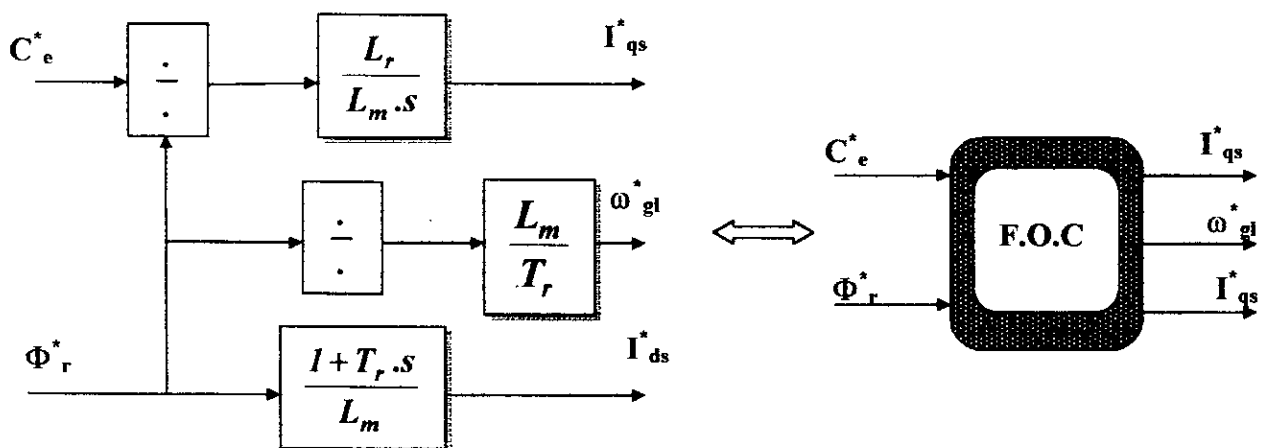 C*e
÷
Lr / Lm .s
I*qs
÷
Lm / Tr
ω*gl
Φ*r
1 + Tr .s / Lm
I*ds
C*e
Φ*r
F.O.C
I*qs
ω*gl
I*qs